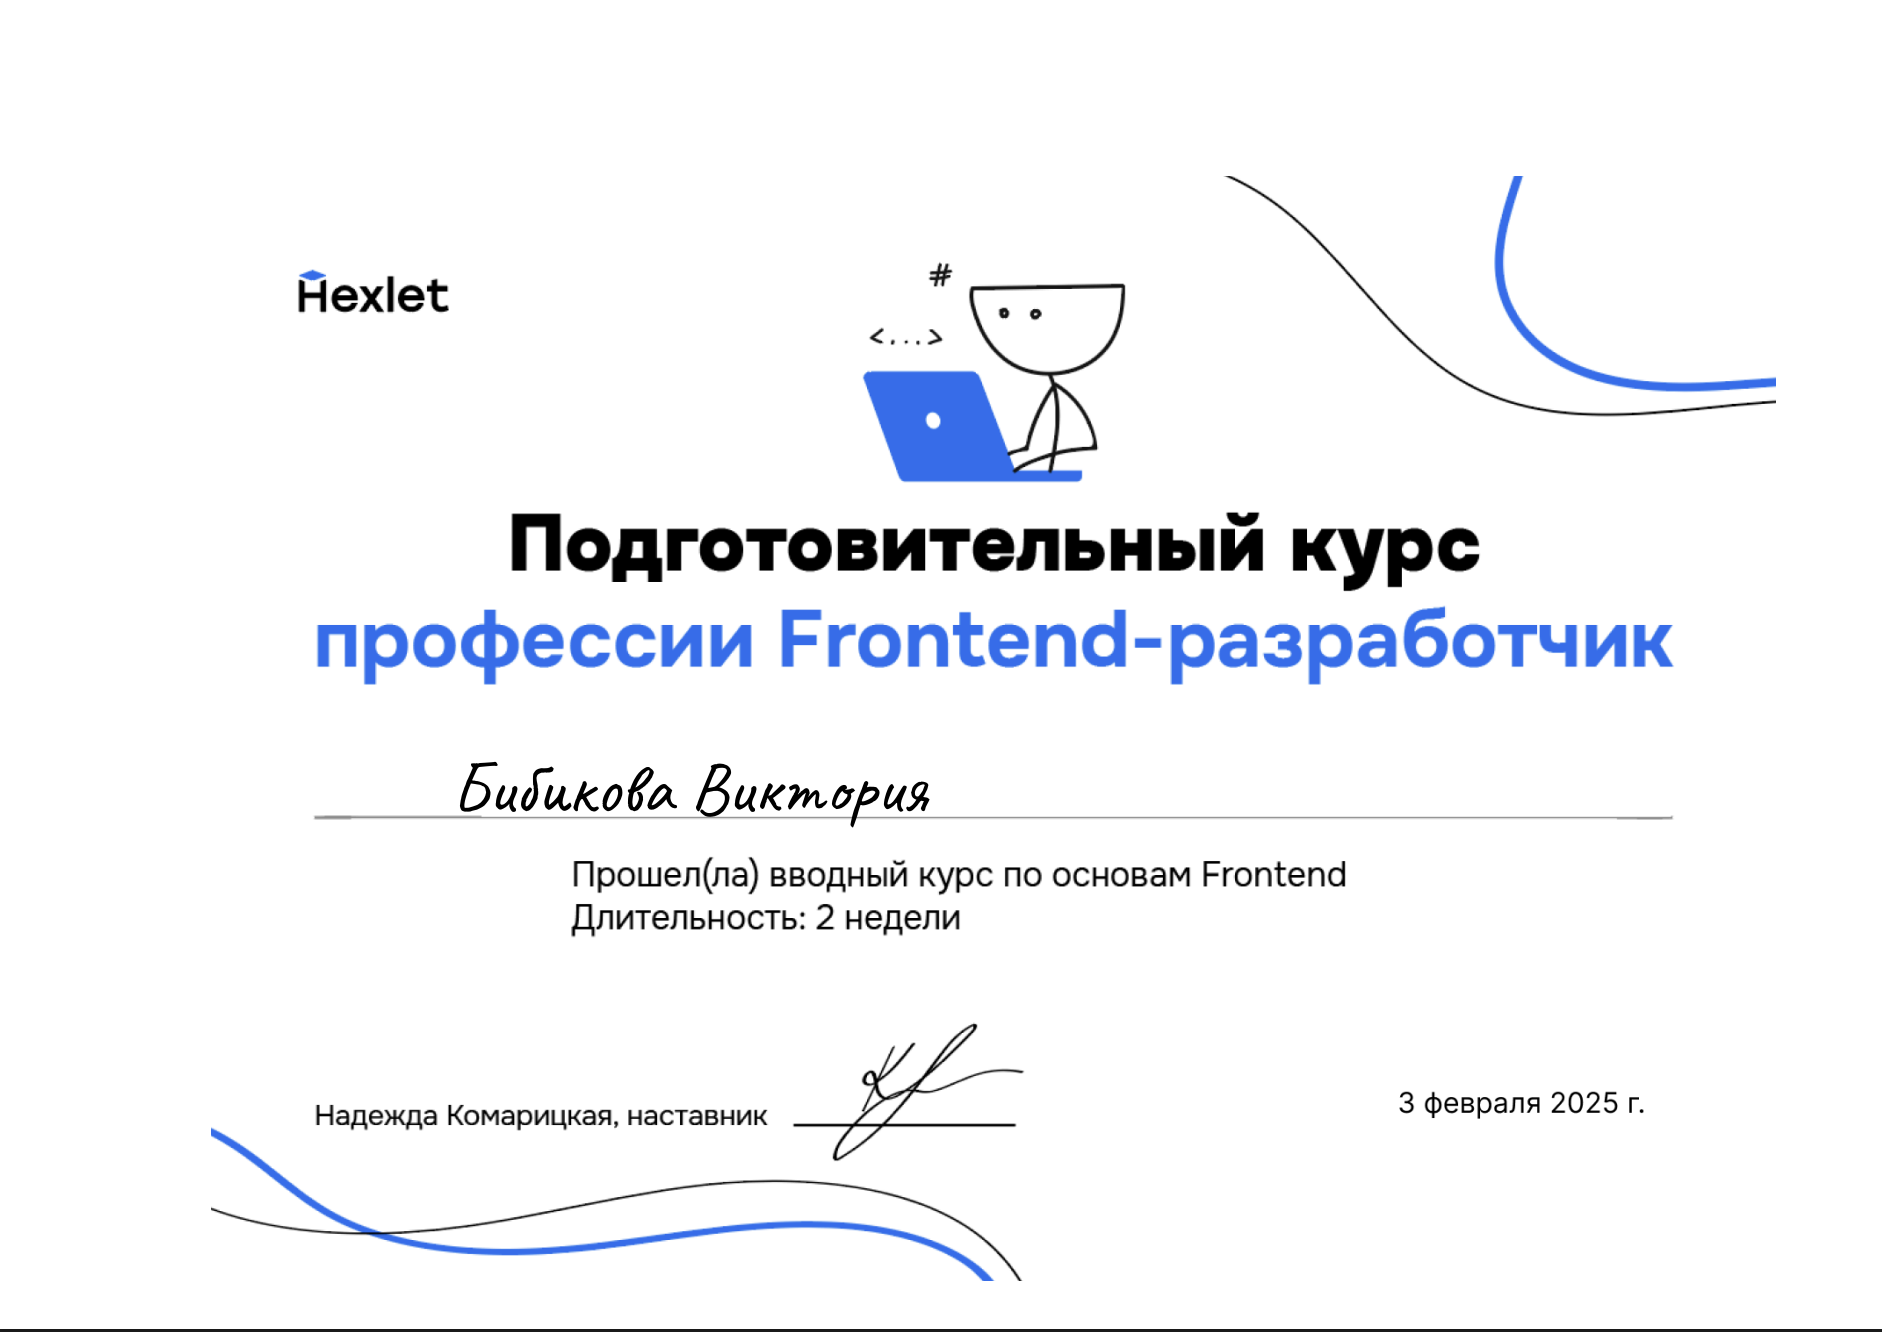 Hexlet
#
<...>
Подготовительный курс
профессии Frontend-разработчик
Бибикова Виктория
Прошел(ла) вводный курс по основам Frontend
Длительность: 2 недели
Надежда Комарицкая, наставник
3 февраля 2025 г.